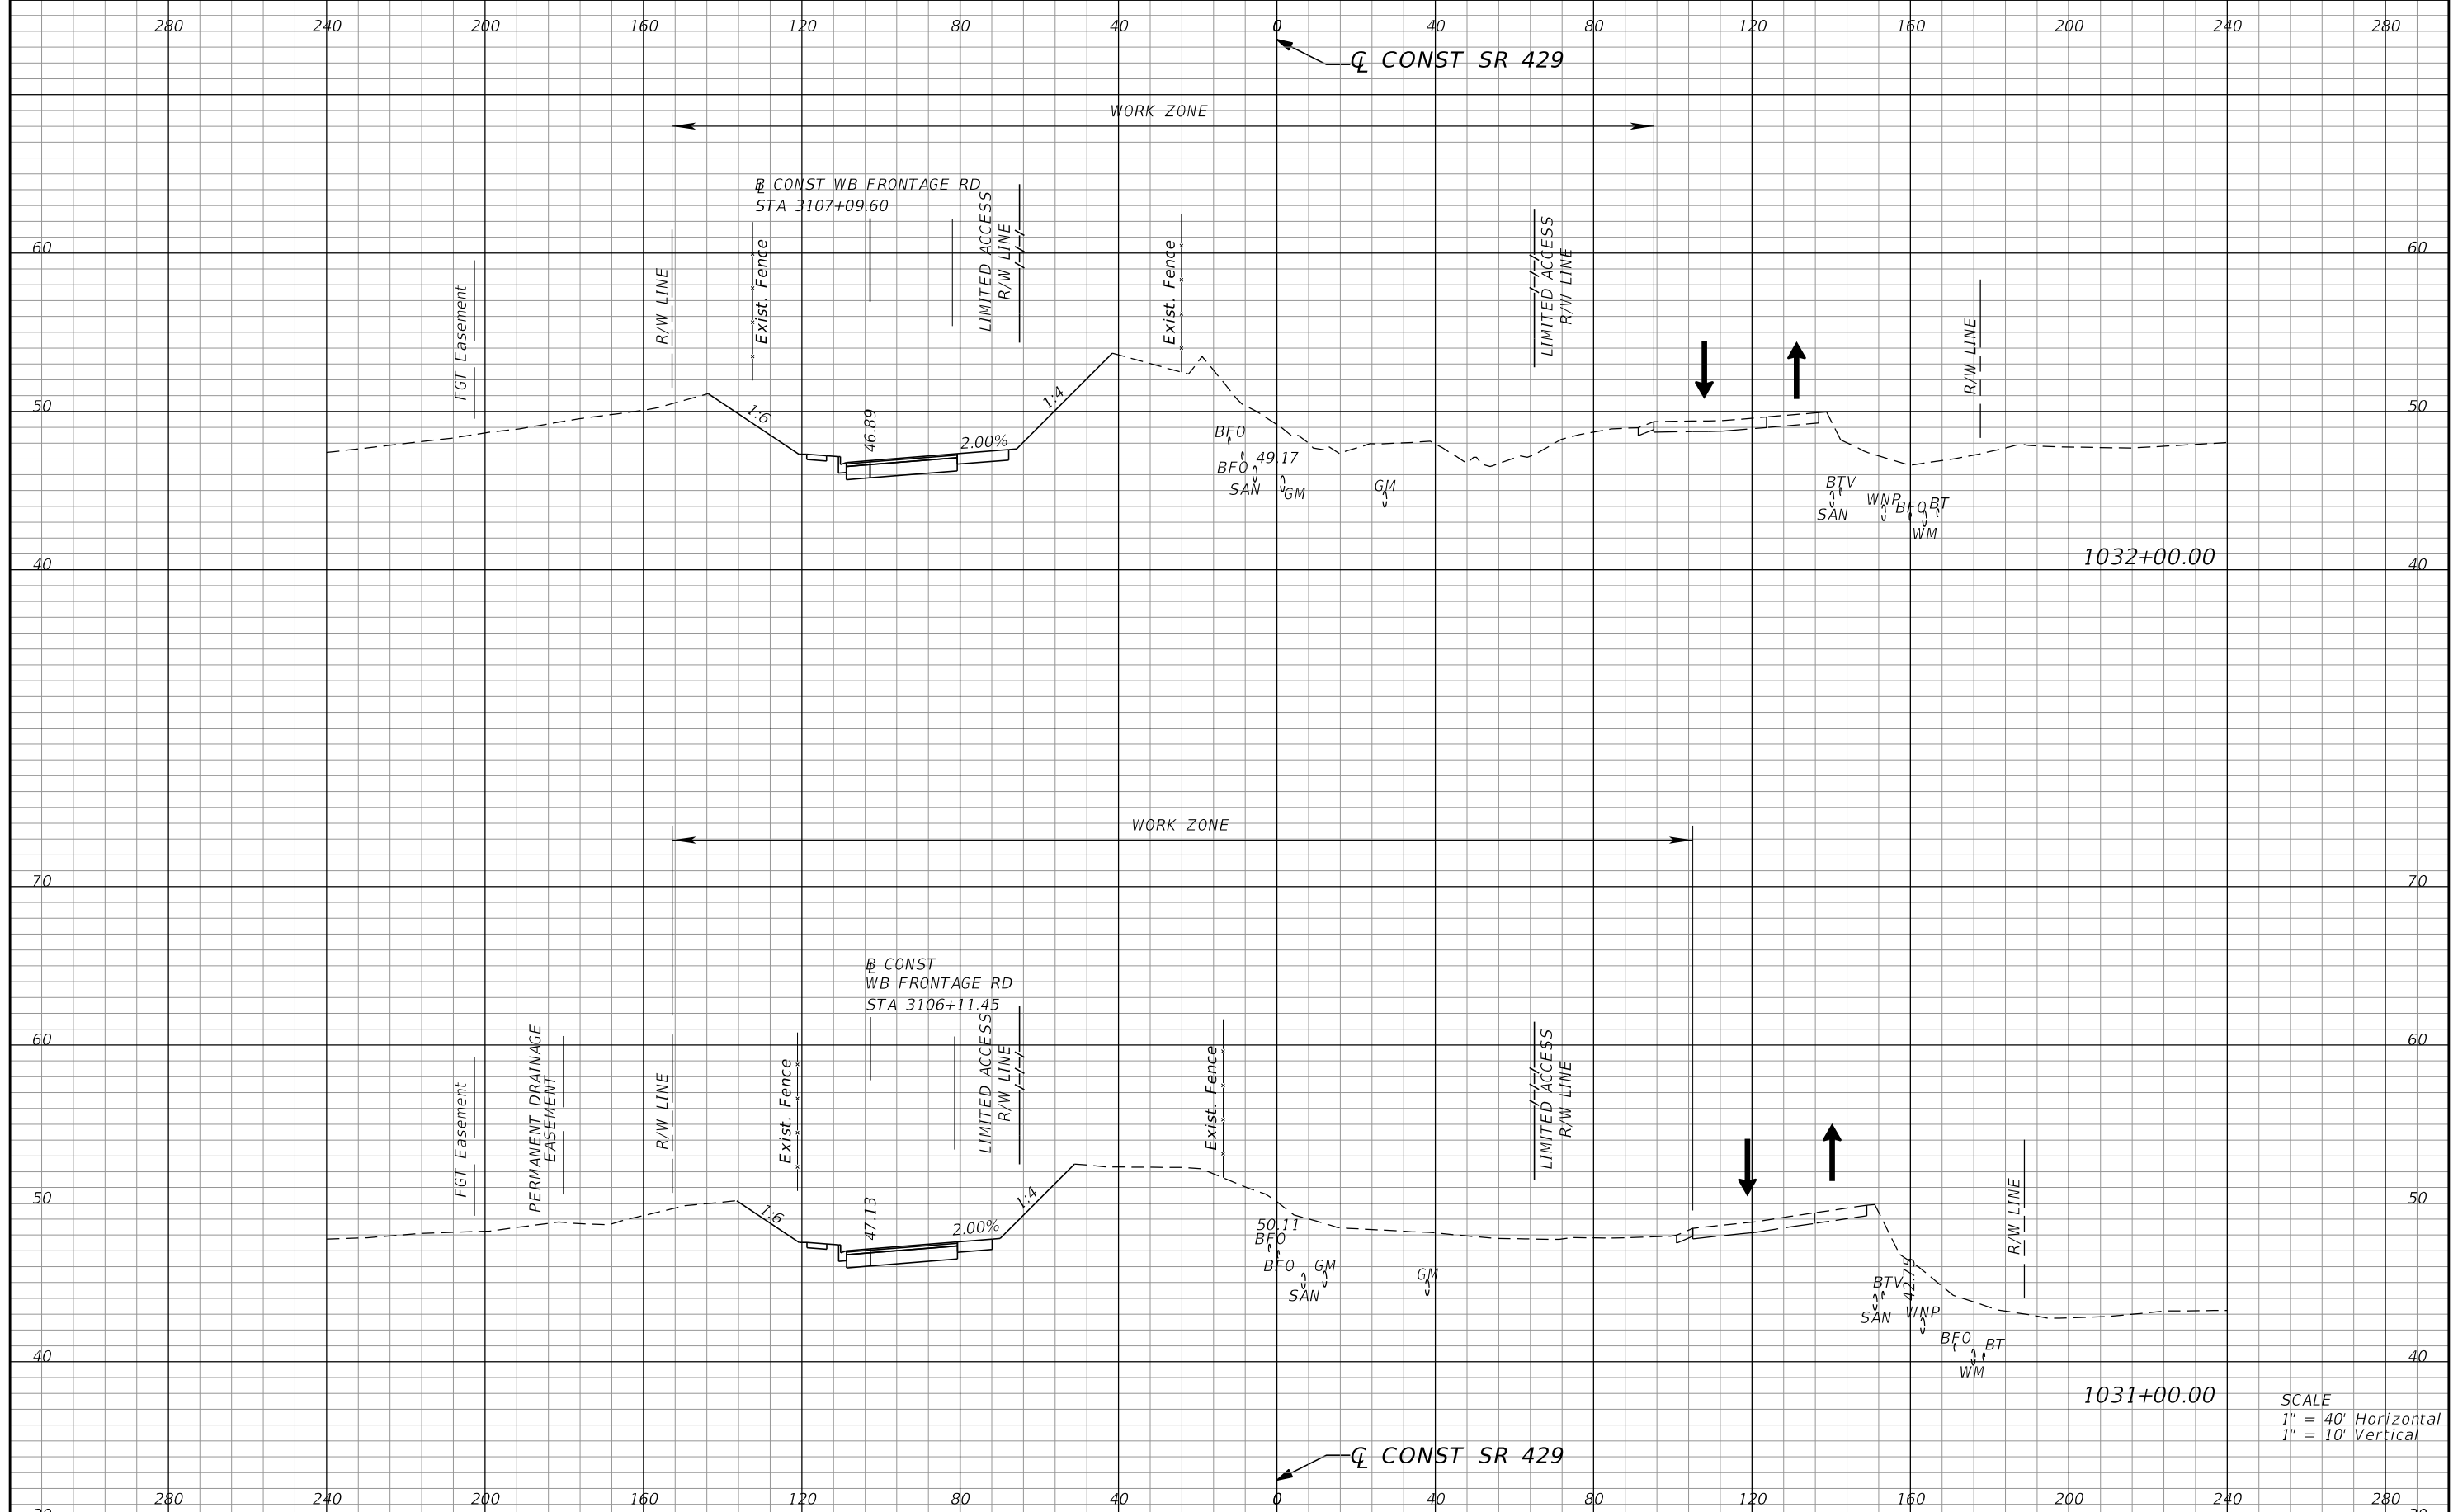 280 240 200 160 120 80 40 0 40 80 120 160 200 240 280
℄ CONST SR 429
WORK ZONE
℄ CONST WB FRONTAGE RD
STA 3107+09.60
60 60
FGT Easement
R/W LINE
Exist. Fence
LIMITED ACCESS
R/W LINE
Exist. Fence
LIMITED ACCESS
R/W LINE
R/W LINE
50 50
1:6
46.89
2.00%
1:4
BFO
BFO
49.17
SAN
GM
GM
BTV
SAN
WNP
BFO
BT
WM
40 40
1032+00.00
WORK ZONE
70 70
B CONST
WB FRONTAGE RD
STA 3106+11.45
60 60
FGT Easement
PERMANENT DRAINAGE
EASEMENT
R/W LINE
Exist. Fence
LIMITED ACCESS
R/W LINE
Exist. Fence
LIMITED ACCESS
R/W LINE
R/W LINE
50 50
1:6
47.13
2.00%
1:4
50.11
BFO
BFO
SAN
GM
GM
BTV
SAN
42.75
WNP
BFO
BT
WM
40 40
1031+00.00
SCALE
1" = 40' Horizontal
1" = 10' Vertical
℄ CONST SR 429
280 240 200 160 120 80 40 0 40 80 120 160 200 240 280